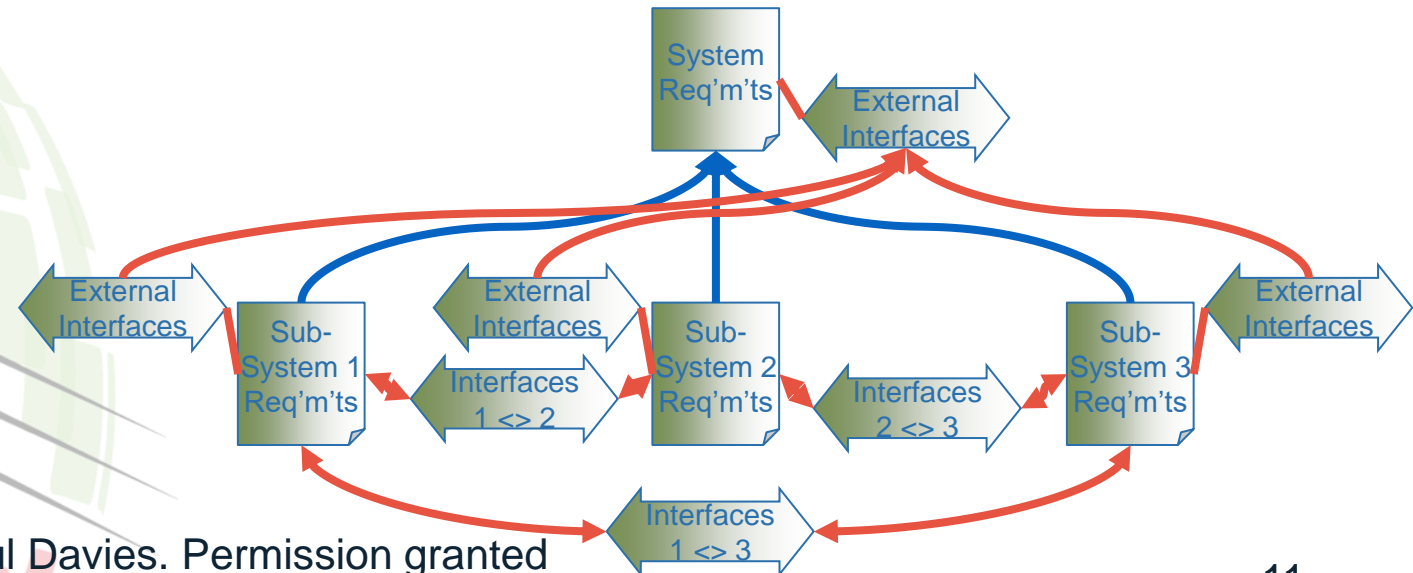 System
Req’m’ts
External
Interfaces
External
Interfaces
Sub-
System 1
Req’m’ts
Interfaces
1 <> 2
External
Interfaces
Sub-
System 2
Req’m’ts
Interfaces
2 <> 3
Sub-
System 3
Req’m’ts
External
Interfaces
Interfaces
1 <> 3
Davies. Permission granted